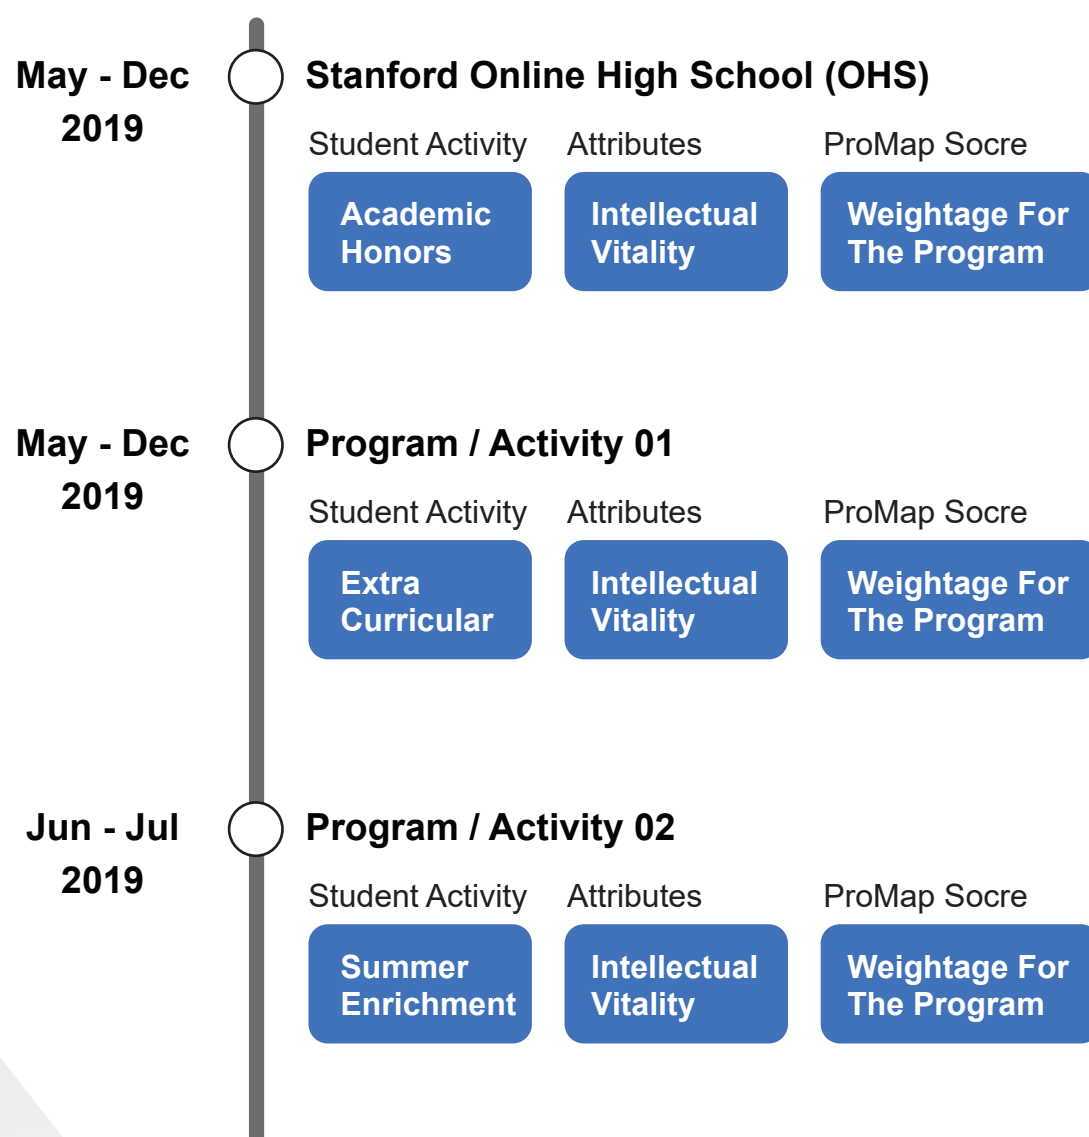 May - Dec
2019
Stanford Online High School (OHS)
Student Activity
Attributes
ProMap Socre
Academic
Honors
Intellectual
Vitality
Weightage For
The Program
May - Dec
2019
Program / Activity 01
Student Activity
Attributes
ProMap Socre
Extra
Curricular
Intellectual
Vitality
Weightage For
The Program
Jun - Jul
2019
Program / Activity 02
Student Activity
Attributes
ProMap Socre
Summer
Enrichment
Intellectual
Vitality
Weightage For
The Program